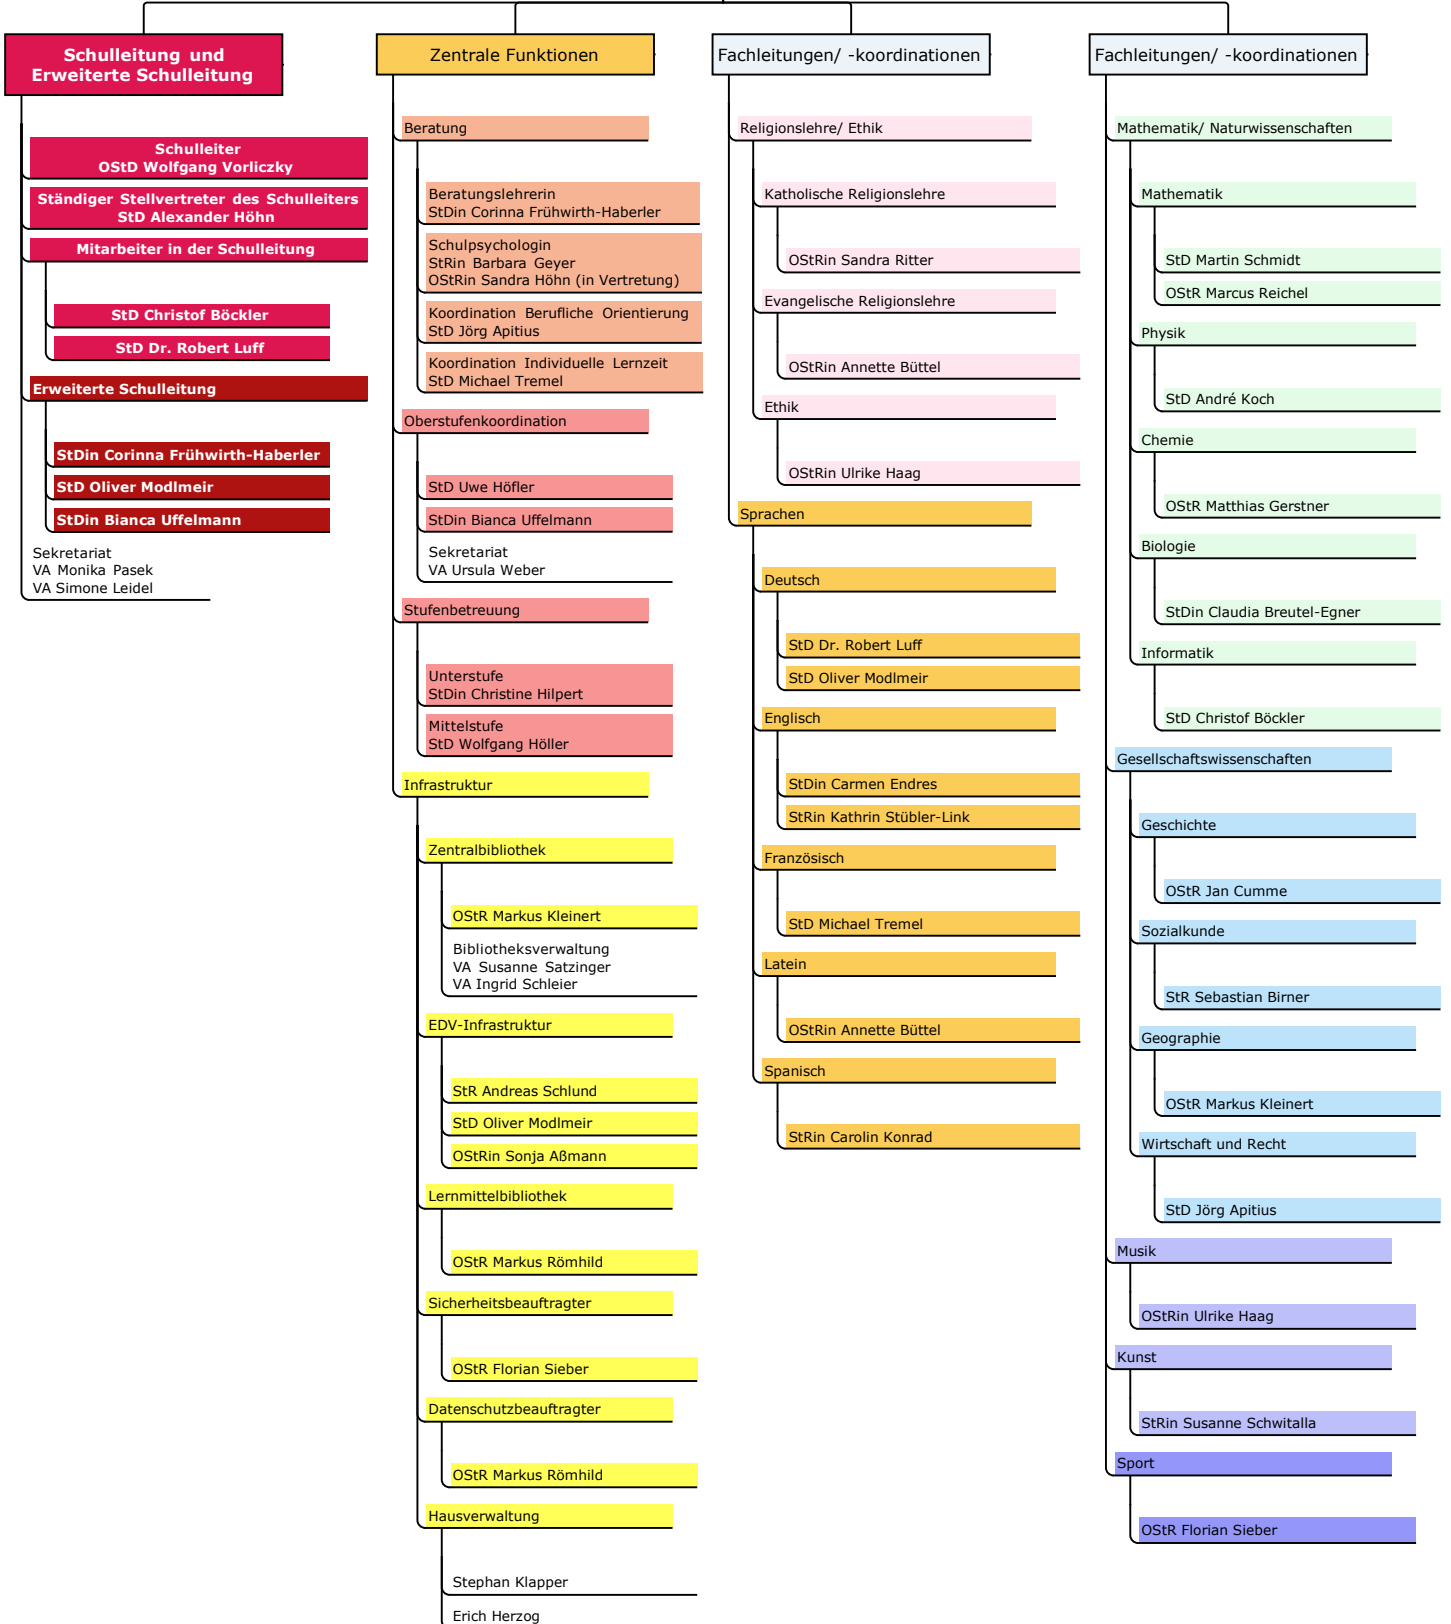 Schulleitung und
Erweiterte Schulleitung
Schulleiter
OStD Wolfgang Vorliczky
Ständiger Stellvertreter des Schulleiters
StD Alexander Höhn
Mitarbeiter in der Schulleitung
StD Christof Böckler
StD Dr. Robert Luff
Erweiterte Schulleitung
StDin Corinna Frühwirth-Haberler
StD Oliver Modlmeir
StDin Bianca Uffelmann
Sekretariat
VA Monika Pasek
VA Simone Leidel
Zentrale Funktionen
Beratung
Beratungslehrerin
StDin Corinna Frühwirth-Haberler
Schulpsychologin
StRin Barbara Geyer
OStRin Sandra Höhn (in Vertretung)
Koordination Berufliche Orientierung
StD Jörg Apitius
Koordination Individuelle Lernzeit
StD Michael Tremel
Oberstufenkoordination
StD Uwe Höfler
StDin Bianca Uffelmann
Sekretariat
VA Ursula Weber
Stufenbetreuung
Unterstufe
StDin Christine Hilpert
Mittelstufe
StD Wolfgang Höller
Infrastruktur
Zentralbibliothek
OStR Markus Kleinert
Bibliotheksverwaltung
VA Susanne Satzinger
VA Ingrid Schleier
EDV-Infrastruktur
StR Andreas Schlund
StD Oliver Modlmeir
OStRin Sonja Aßmann
Lernmittelbibliothek
OStR Markus Römhild
Sicherheitsbeauftragter
OStR Florian Sieber
Datenschutzbeauftragter
OStR Markus Römhild
Hausverwaltung
Stephan Klapper
Erich Herzog
Fachleitungen/ -koordinationen
Religionslehre/ Ethik
Katholische Religionslehre
OStRin Sandra Ritter
Evangelische Religionslehre
OStRin Annette Büttel
Ethik
OStRin Ulrike Haag
Sprachen
Deutsch
StD Dr. Robert Luff
StD Oliver Modlmeir
Englisch
StDin Carmen Endres
StRin Kathrin Stübler-Link
Französisch
StD Michael Tremel
Latein
OStRin Annette Büttel
Spanisch
StRin Carolin Konrad
Fachleitungen/ -koordinationen
Mathematik/ Naturwissenschaften
Mathematik
StD Martin Schmidt
OStR Marcus Reichel
Physik
StD André Koch
Chemie
OStR Matthias Gerstner
Biologie
StDin Claudia Breutel-Egner
Informatik
StD Christof Böckler
Gesellschaftswissenschaften
Geschichte
OStR Jan Cumme
Sozialkunde
StR Sebastian Birner
Geographie
OStR Markus Kleinert
Wirtschaft und Recht
StD Jörg Apitius
Musik
OStRin Ulrike Haag
Kunst
StRin Susanne Schwitalla
Sport
OStR Florian Sieber